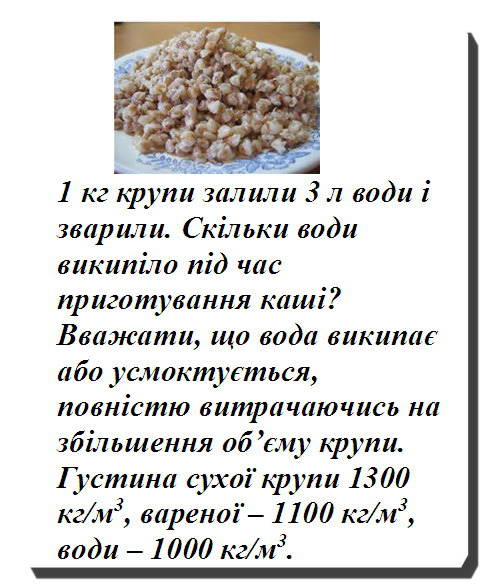 1 кг крупи залили 3 л води і
зварили. Скільки води
википіло під час
приготування каші?
Вважати, що вода википає
або усмоктується,
повністю витрачаючись на
збільшення об’єму крупи.
Густина сухої крупи 1300
кг/м³, вареної – 1100 кг/м³,
води – 1000 кг/м³.